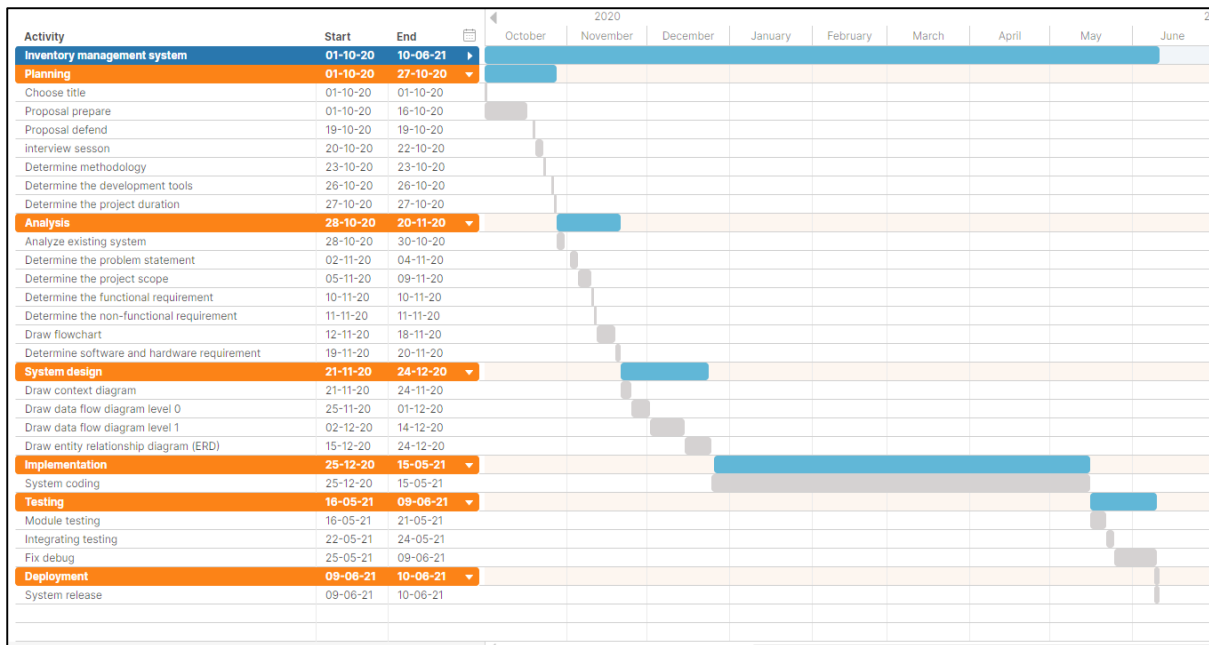 2020 2
Activity Start End October November December January February March April May June
Inventory management system 01-10-20 10-06-21
Planning 01-10-20 27-10-20
Choose title 01-10-20 01-10-20
Proposal prepare 01-10-20 16-10-20
Proposal defend 19-10-20 19-10-20
interview sesson 20-10-20 22-10-20
Determine methodology 23-10-20 23-10-20
Determine the development tools 26-10-20 26-10-20
Determine the project duration 27-10-20 27-10-20
Analysis 28-10-20 20-11-20
Analyze existing system 28-10-20 30-10-20
Determine the problem statement 02-11-20 04-11-20
Determine the project scope 05-11-20 09-11-20
Determine the functional requirement 10-11-20 10-11-20
Determine the non-functional requirement 11-11-20 11-11-20
Draw flowchart 12-11-20 18-11-20
Determine software and hardware requirement 19-11-20 20-11-20
System design 21-11-20 24-12-20
Draw context diagram 21-11-20 24-11-20
Draw data flow diagram level 0 25-11-20 01-12-20
Draw data flow diagram level 1 02-12-20 14-12-20
Draw entity relationship diagram (ERD) 15-12-20 24-12-20
Implementation 25-12-20 15-05-21
System coding 25-12-20 15-05-21
Testing 16-05-21 09-06-21
Module testing 16-05-21 21-05-21
Integrating testing 22-05-21 24-05-21
Fix debug 25-05-21 09-06-21
Deployment 09-06-21 10-06-21
System release 09-06-21 10-06-21